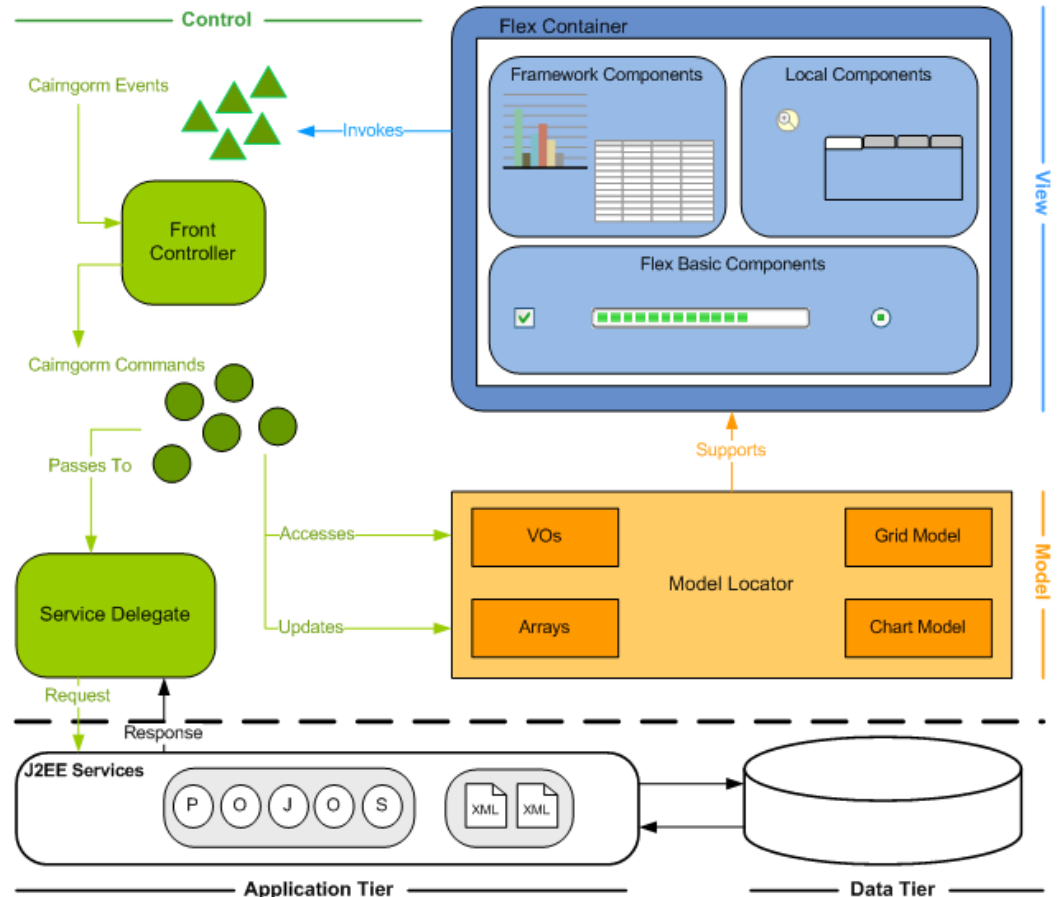 Control
Cairngorm Events
Invokes
Front
Controller
Cairngorm Commands
Passes To
Accesses
Updates
Service Delegate
Request
Response
Flex Container
Framework Components
Local Components
Flex Basic Components
View
Supports
VOs
Grid Model
Model Locator
Arrays
Chart Model
Model
J2EE Services
P O J O S
XML XML
Application Tier
Data Tier